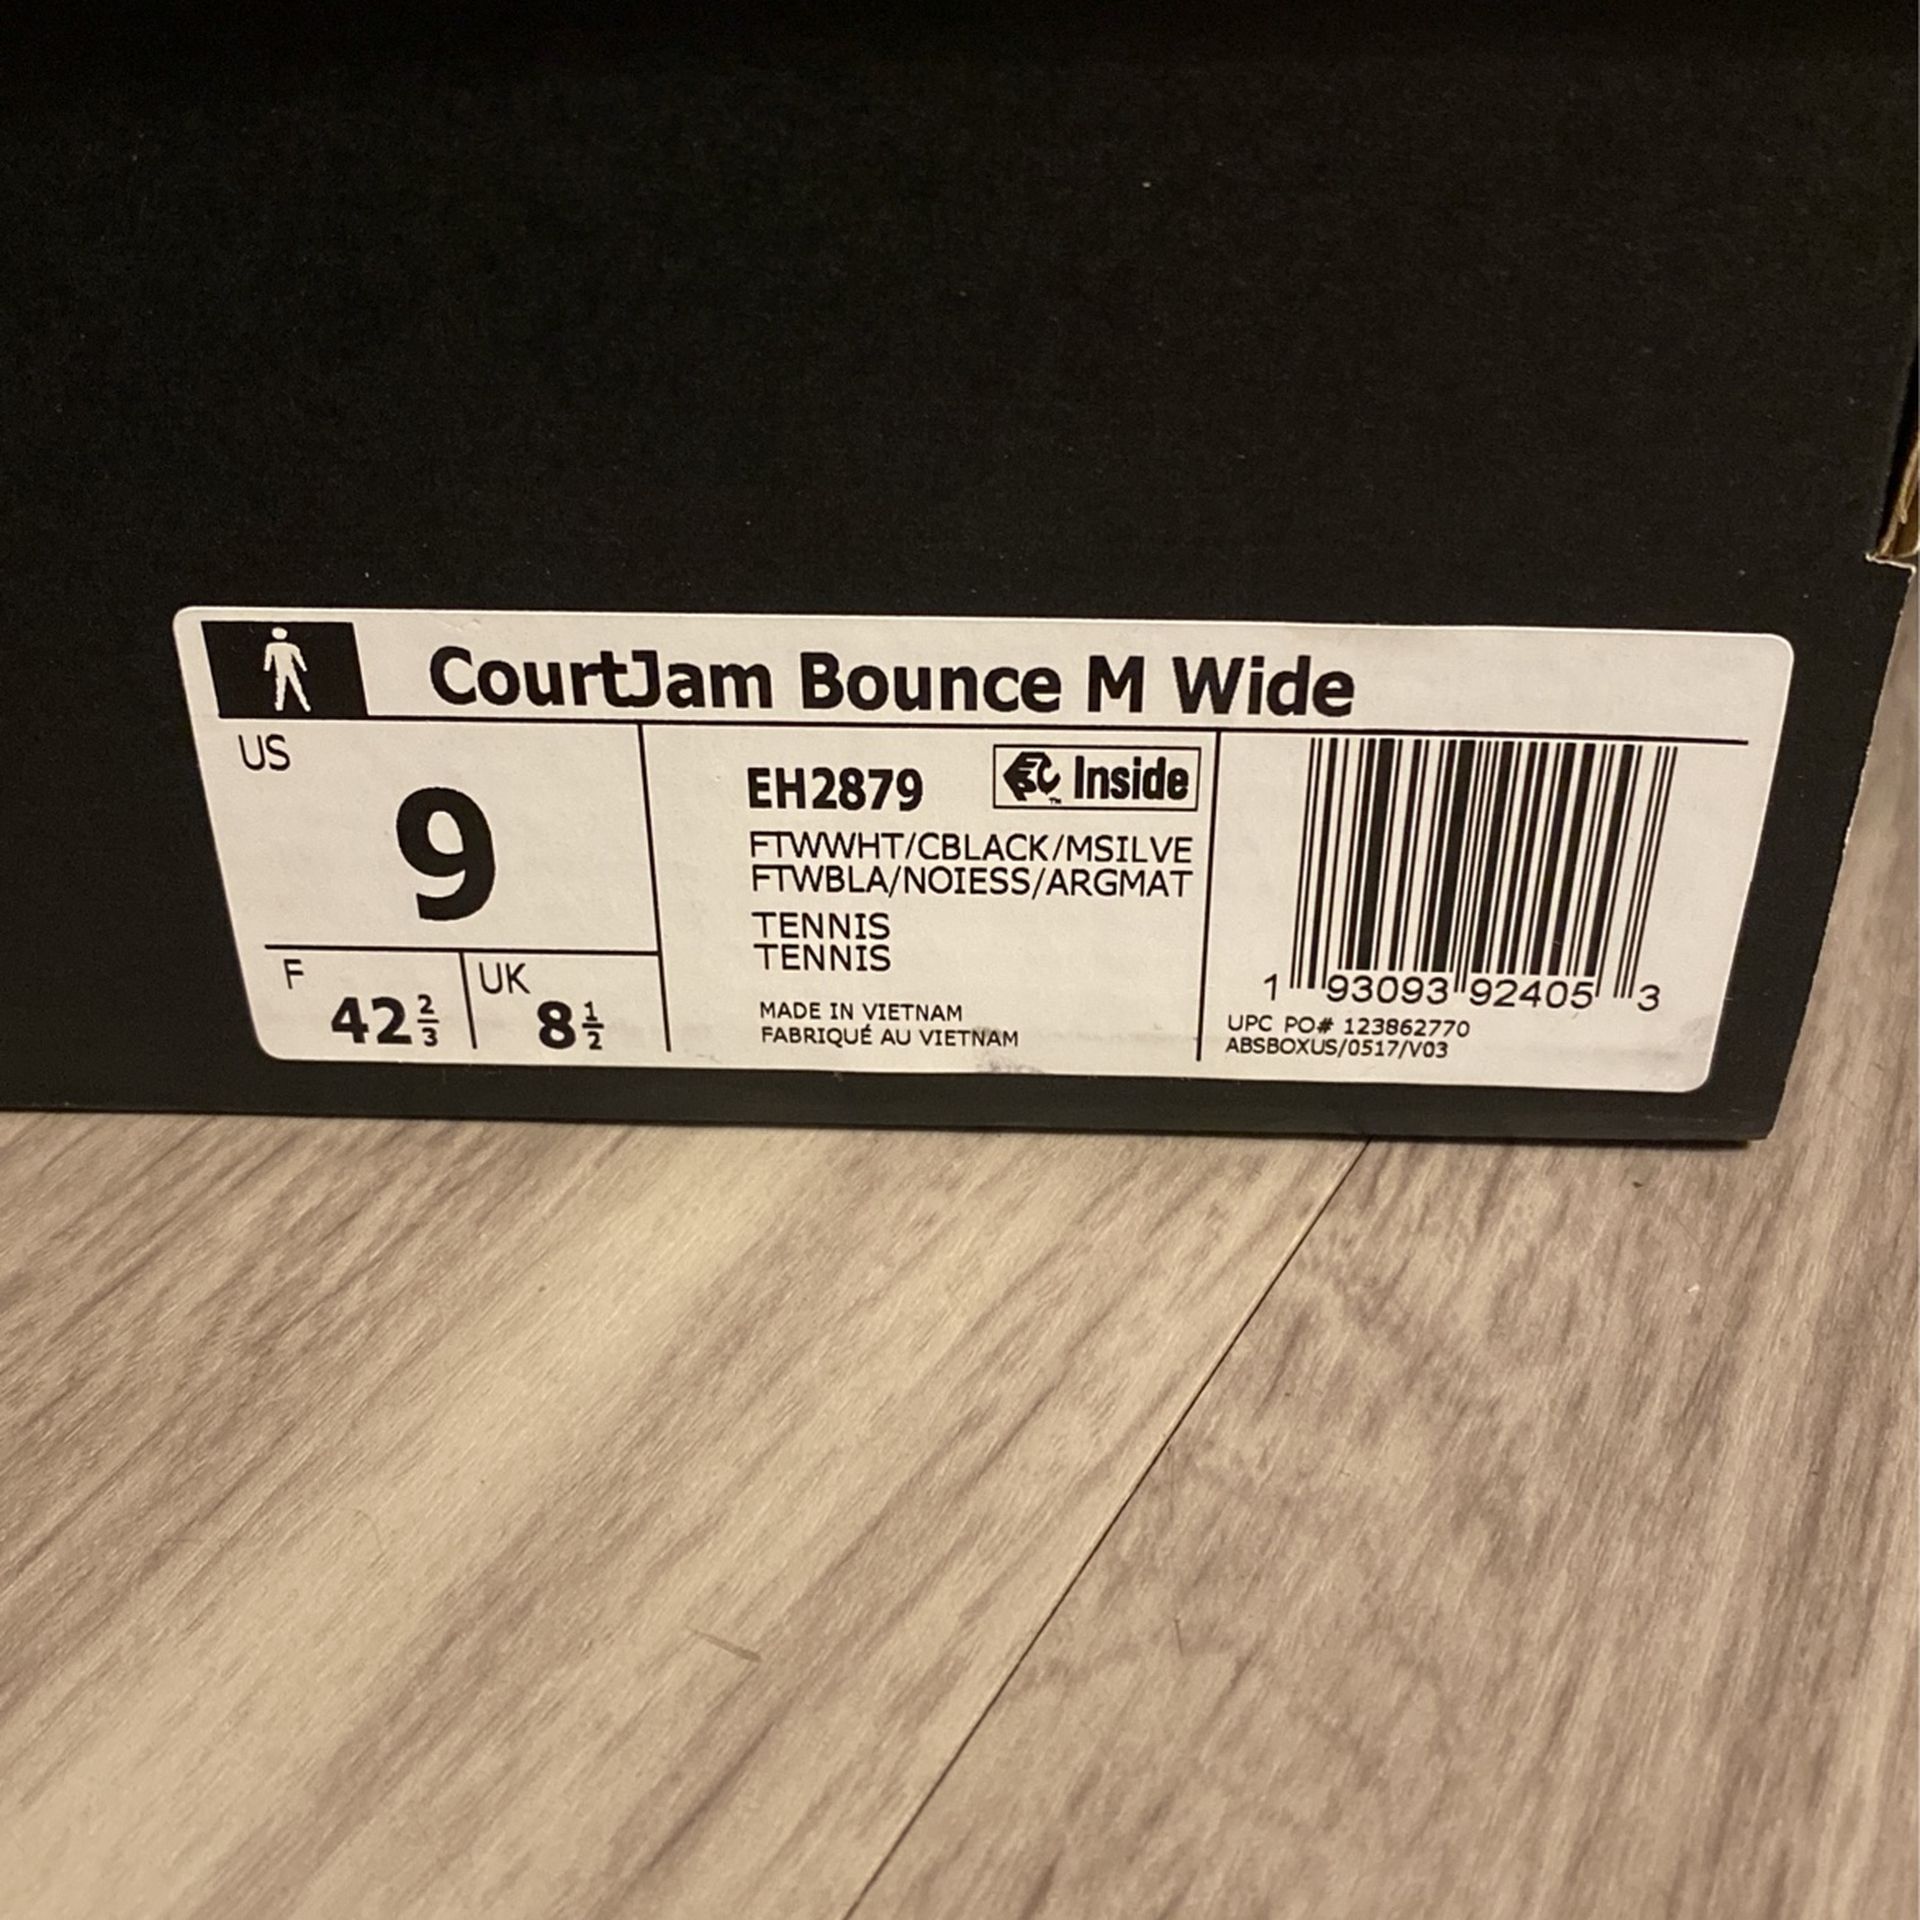 CourtJam Bounce M Wide
US
9
F
42 2/3
UK
8 1/2
EH2879
Inside
FTWWHT/CBLACK/MSILVE
FTWBLA/NOIESS/ARGMAT
TENNIS
TENNIS
MADE IN VIETNAM
FABRIQUÉ AU VIETNAM
1 93093 92405 3
UPC PO# 123862770
ABSBOXUS/0517/V03